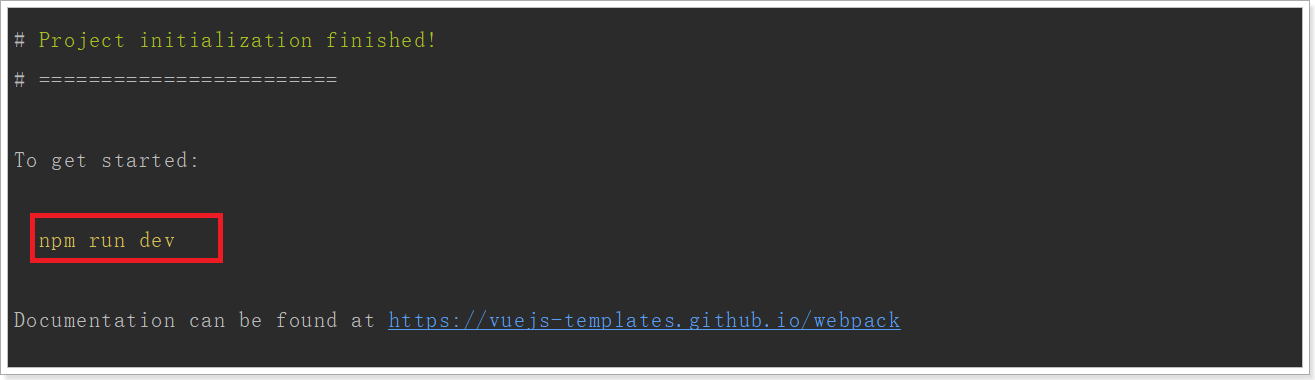 # Project initialization finished!
# ========================
To get started:
npm run dev
Documentation can be found at https://vuejs-templates.github.io/webpack